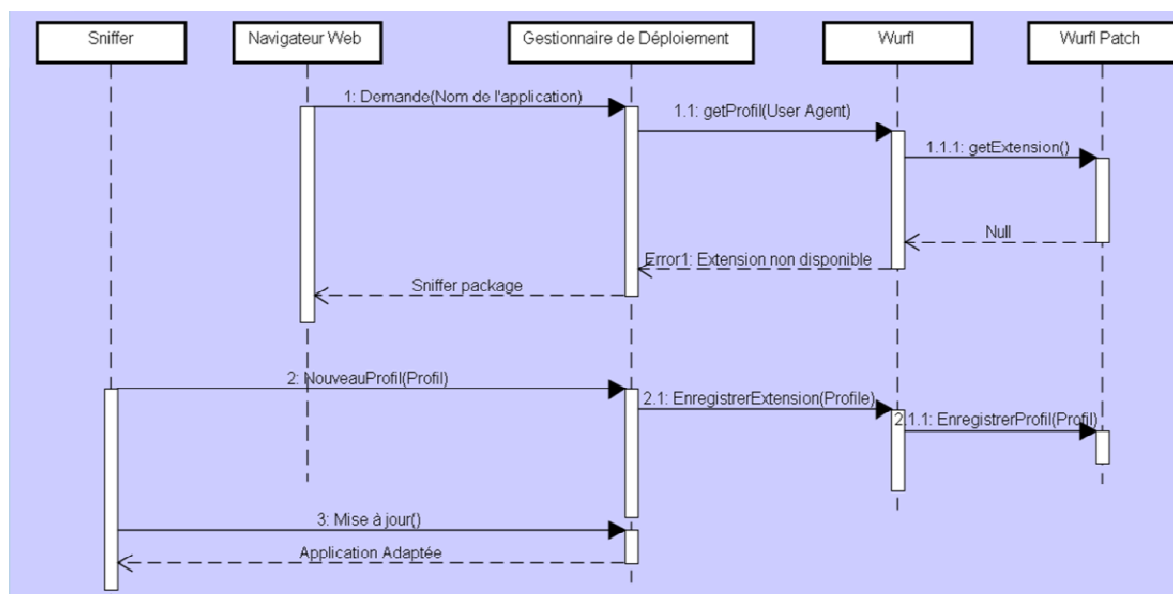 Sniffer
Navigateur Web
Gestionnaire de Déploiement
Wurfl
Wurfl Patch
1: Demande(Nom de l'application)
1.1: getProfil(User Agent)
1.1.1: getExtension()
Null
Error1: Extension non disponible
Sniffer package
2: NouveauProfil(Profil)
2.1: EnregistrerExtension(Profile)
2.1.1: EnregistrerProfil(Profil)
3: Mise à jour()
Application Adaptée